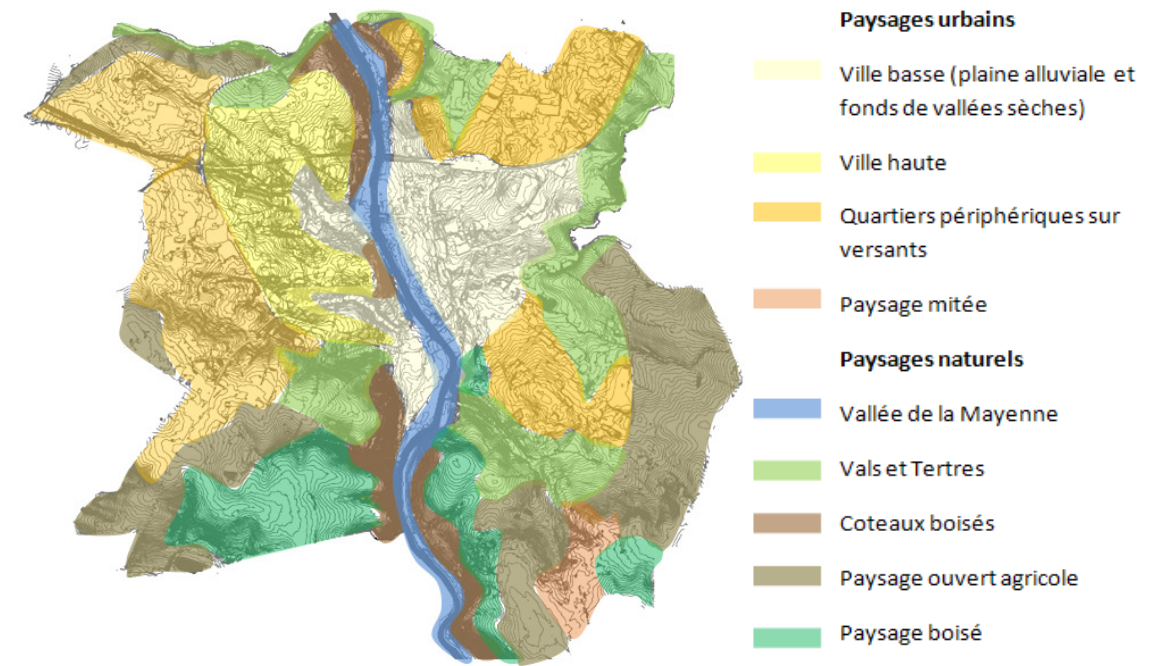 Paysages urbains
Ville basse (plaine alluviale et
fonds de vallées sèches)
Ville haute
Quartiers périphériques sur
versants
Paysage mitée
Paysages naturels
Vallée de la Mayenne
Vals et Tertres
Coteaux boisés
Paysage ouvert agricole
Paysage boisé